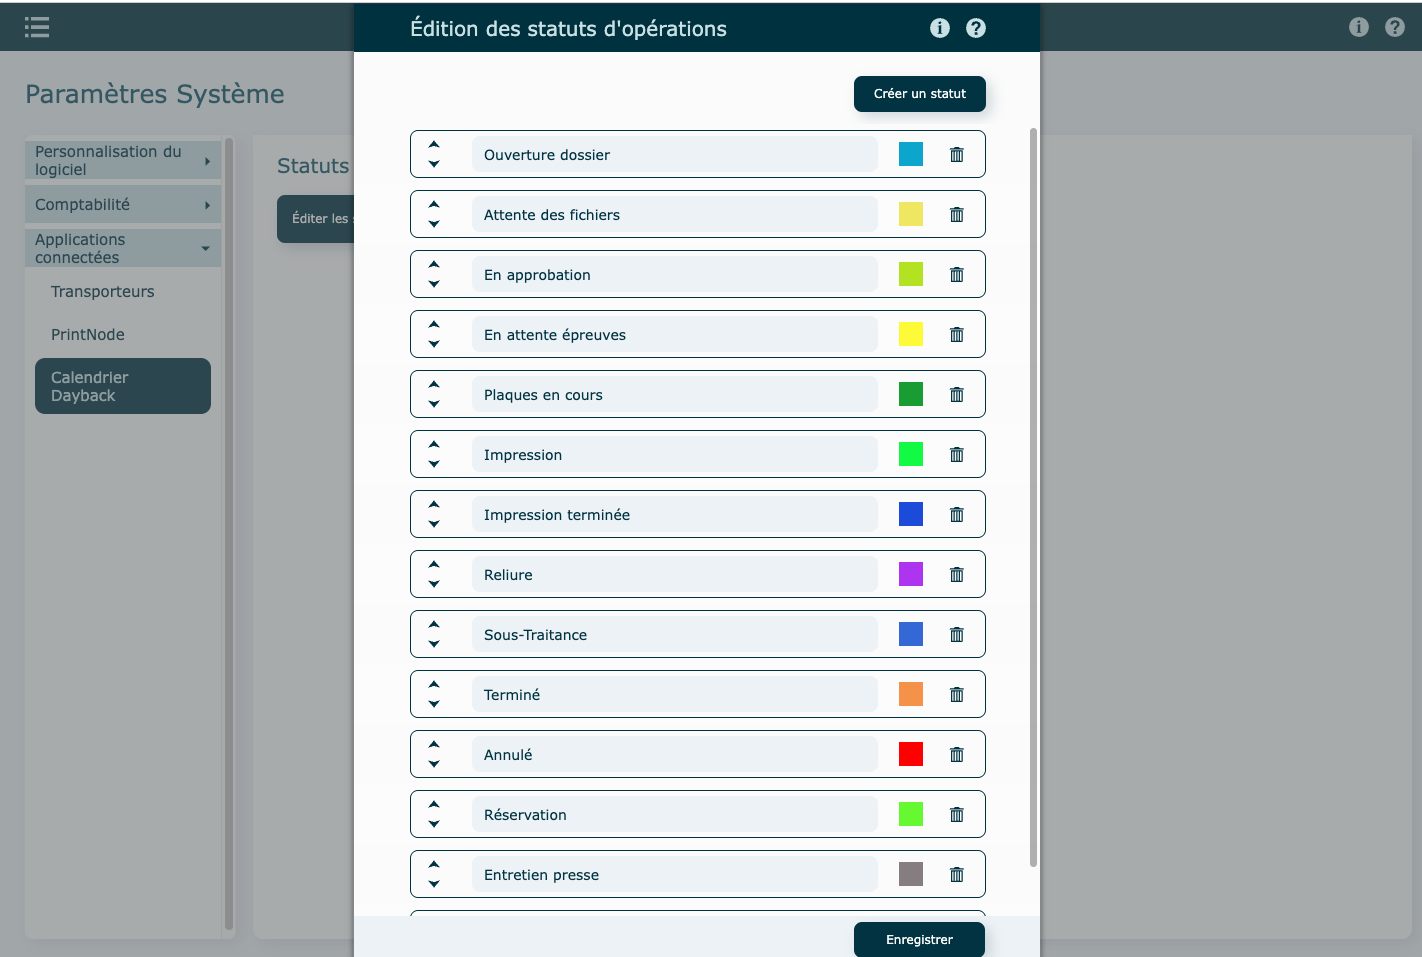 Édition des statuts d'opérations
Paramètres Système
Créer un statut
Personnalisation du
logiciel
Comptabilité
Applications
connectées
Transporteurs
PrintNode
Calendrier
Dayback
Statuts
Éditer les
Ouverture dossier
Attente des fichiers
En approbation
En attente épreuves
Plaques en cours
Impression
Impression terminée
Reliure
Sous-Traitance
Terminé
Annulé
Réservation
Entretien presse
Enregistrer